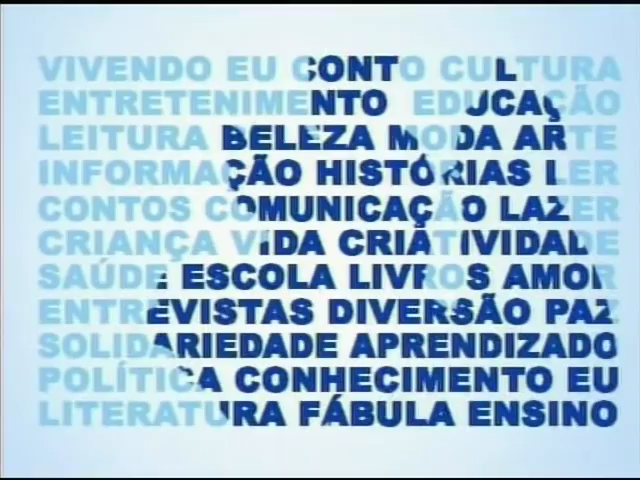 VIVENDO EU CONTO CULTURA
ENTRETENIMENTO EDUCAÇÃO
LEITURA BELEZA MODA ARTE
INFORMAÇÃO HISTÓRIAS LER
CONTOS COMUNICAÇÃO LAZER
CRIANÇA VIDA CRIATIVIDADE
SAÚDE ESCOLA LIVROS AMOR
ENTREVISTAS DIVERSÃO PAZ
SOLIDARIEDADE APRENDIZADO
POLÍTICA CONHECIMENTO EU
LITERATURA FÁBULA ENSINO